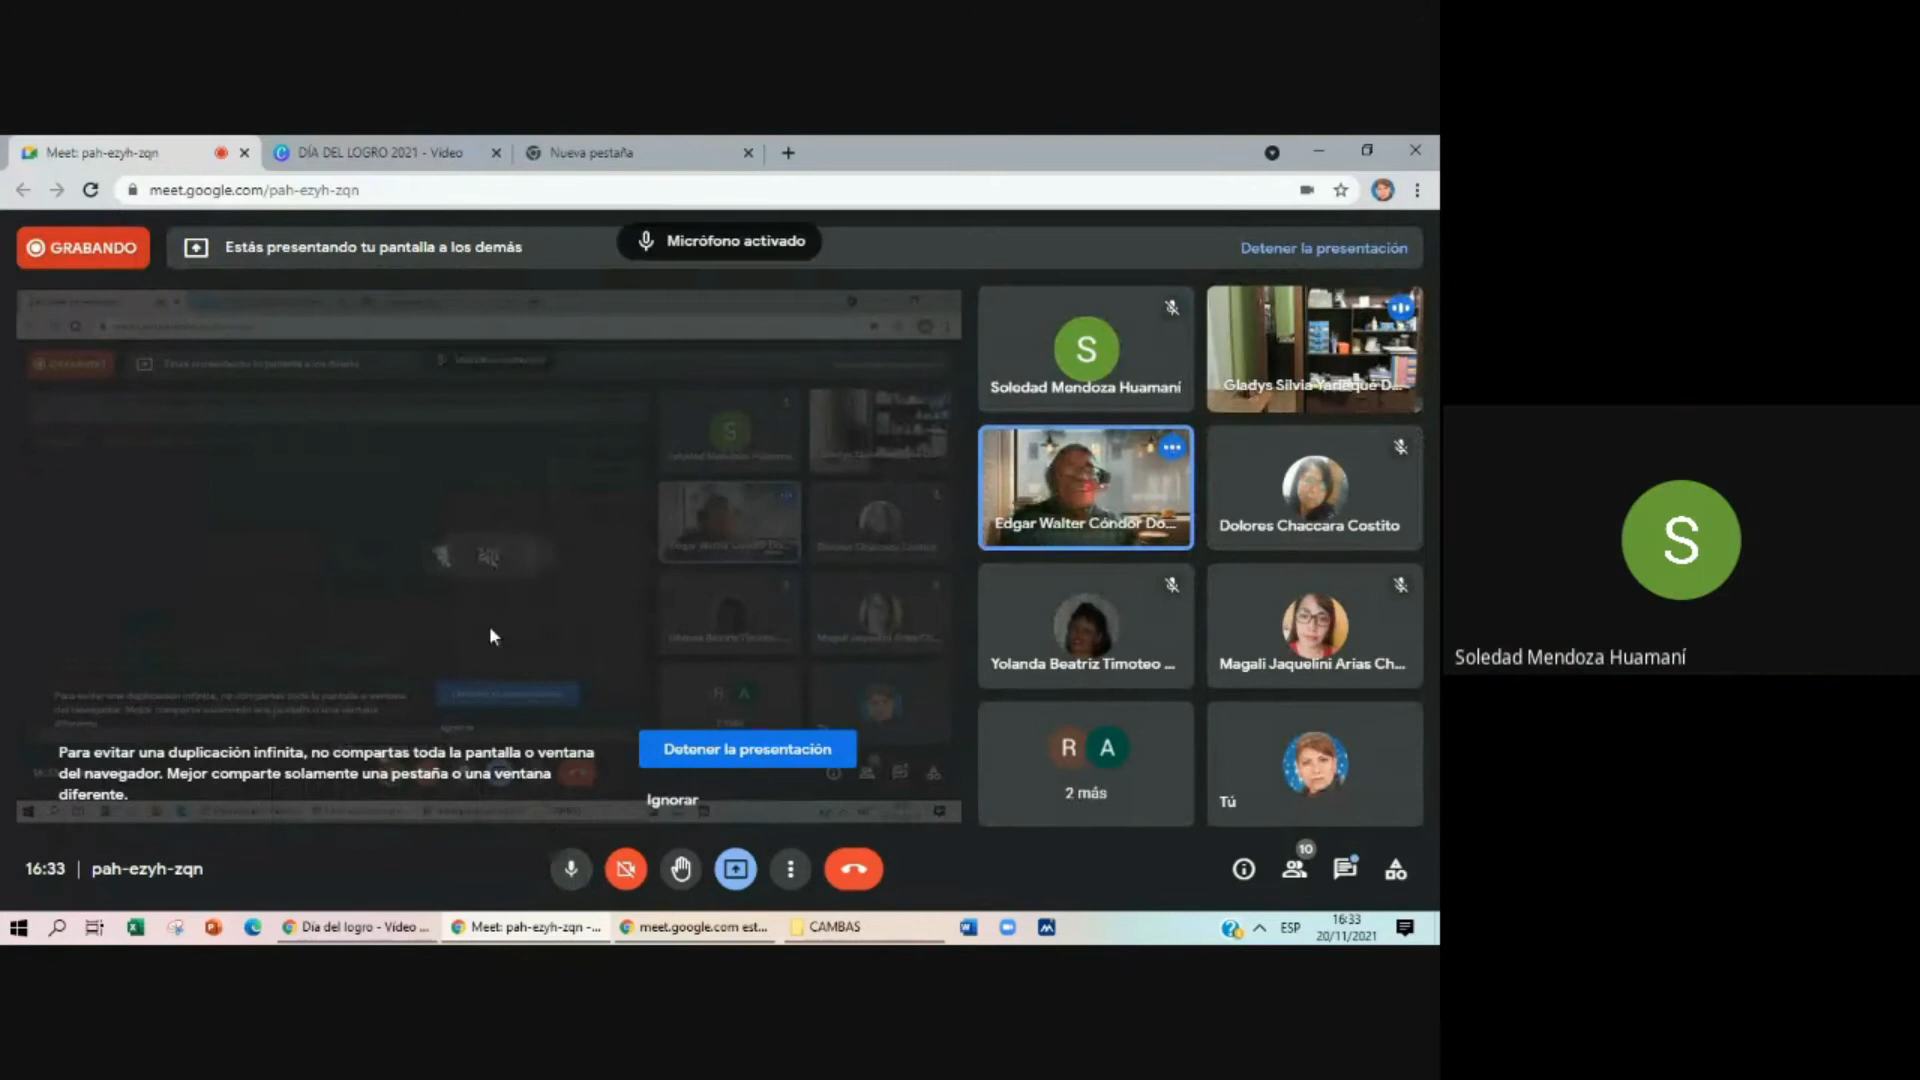 Meet: pah-ezyh-zqn
DÍA DEL LOGRO 2021 - Video
Nueva pestaña
meet.google.com/pah-ezyh-zqn
GRABANDO
Estás presentando tu pantalla a los demás
Micrófono activado
Detener la presentación
S
Soledad Mendoza Huamaní
Gladys Silvia Yarlequé D...
Edgar Walter Cóndor Do...
Dolores Chaccara Costito
Yolanda Beatriz Timoteo ...
Magali Jaquelini Arias Ch...
R A
2 más
Tú
Para evitar una duplicación infinita, no compartas toda la pantalla o ventana
del navegador. Mejor comparte solamente una pestaña o una ventana
diferente.
Detener la presentación
Ignorar
16:33 | pah-ezyh-zqn
10
Día del logro - Vídeo ...
Meet: pah-ezyh-zqn -...
meet.google.com est...
CAMBAS
ESP
16:33
20/11/2021
S
Soledad Mendoza Huamaní